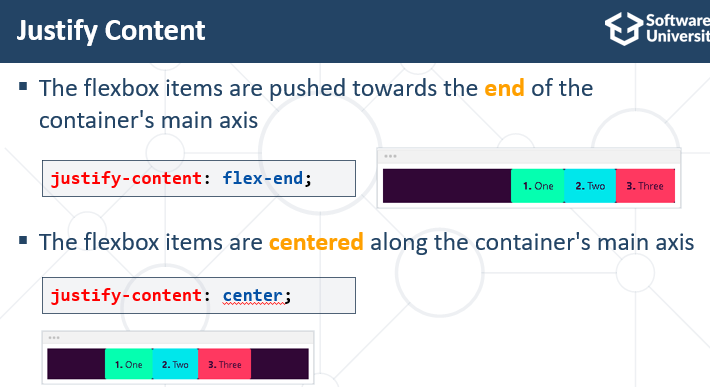 Justify Content
Software
Universit
▪ The flexbox items are pushed towards the end of the
container's main axis
justify-content: flex-end;
1. One 2. Two 3. Three
▪ The flexbox items are centered along the container's main axis
justify-content: center;
1. One 2. Two 3. Three